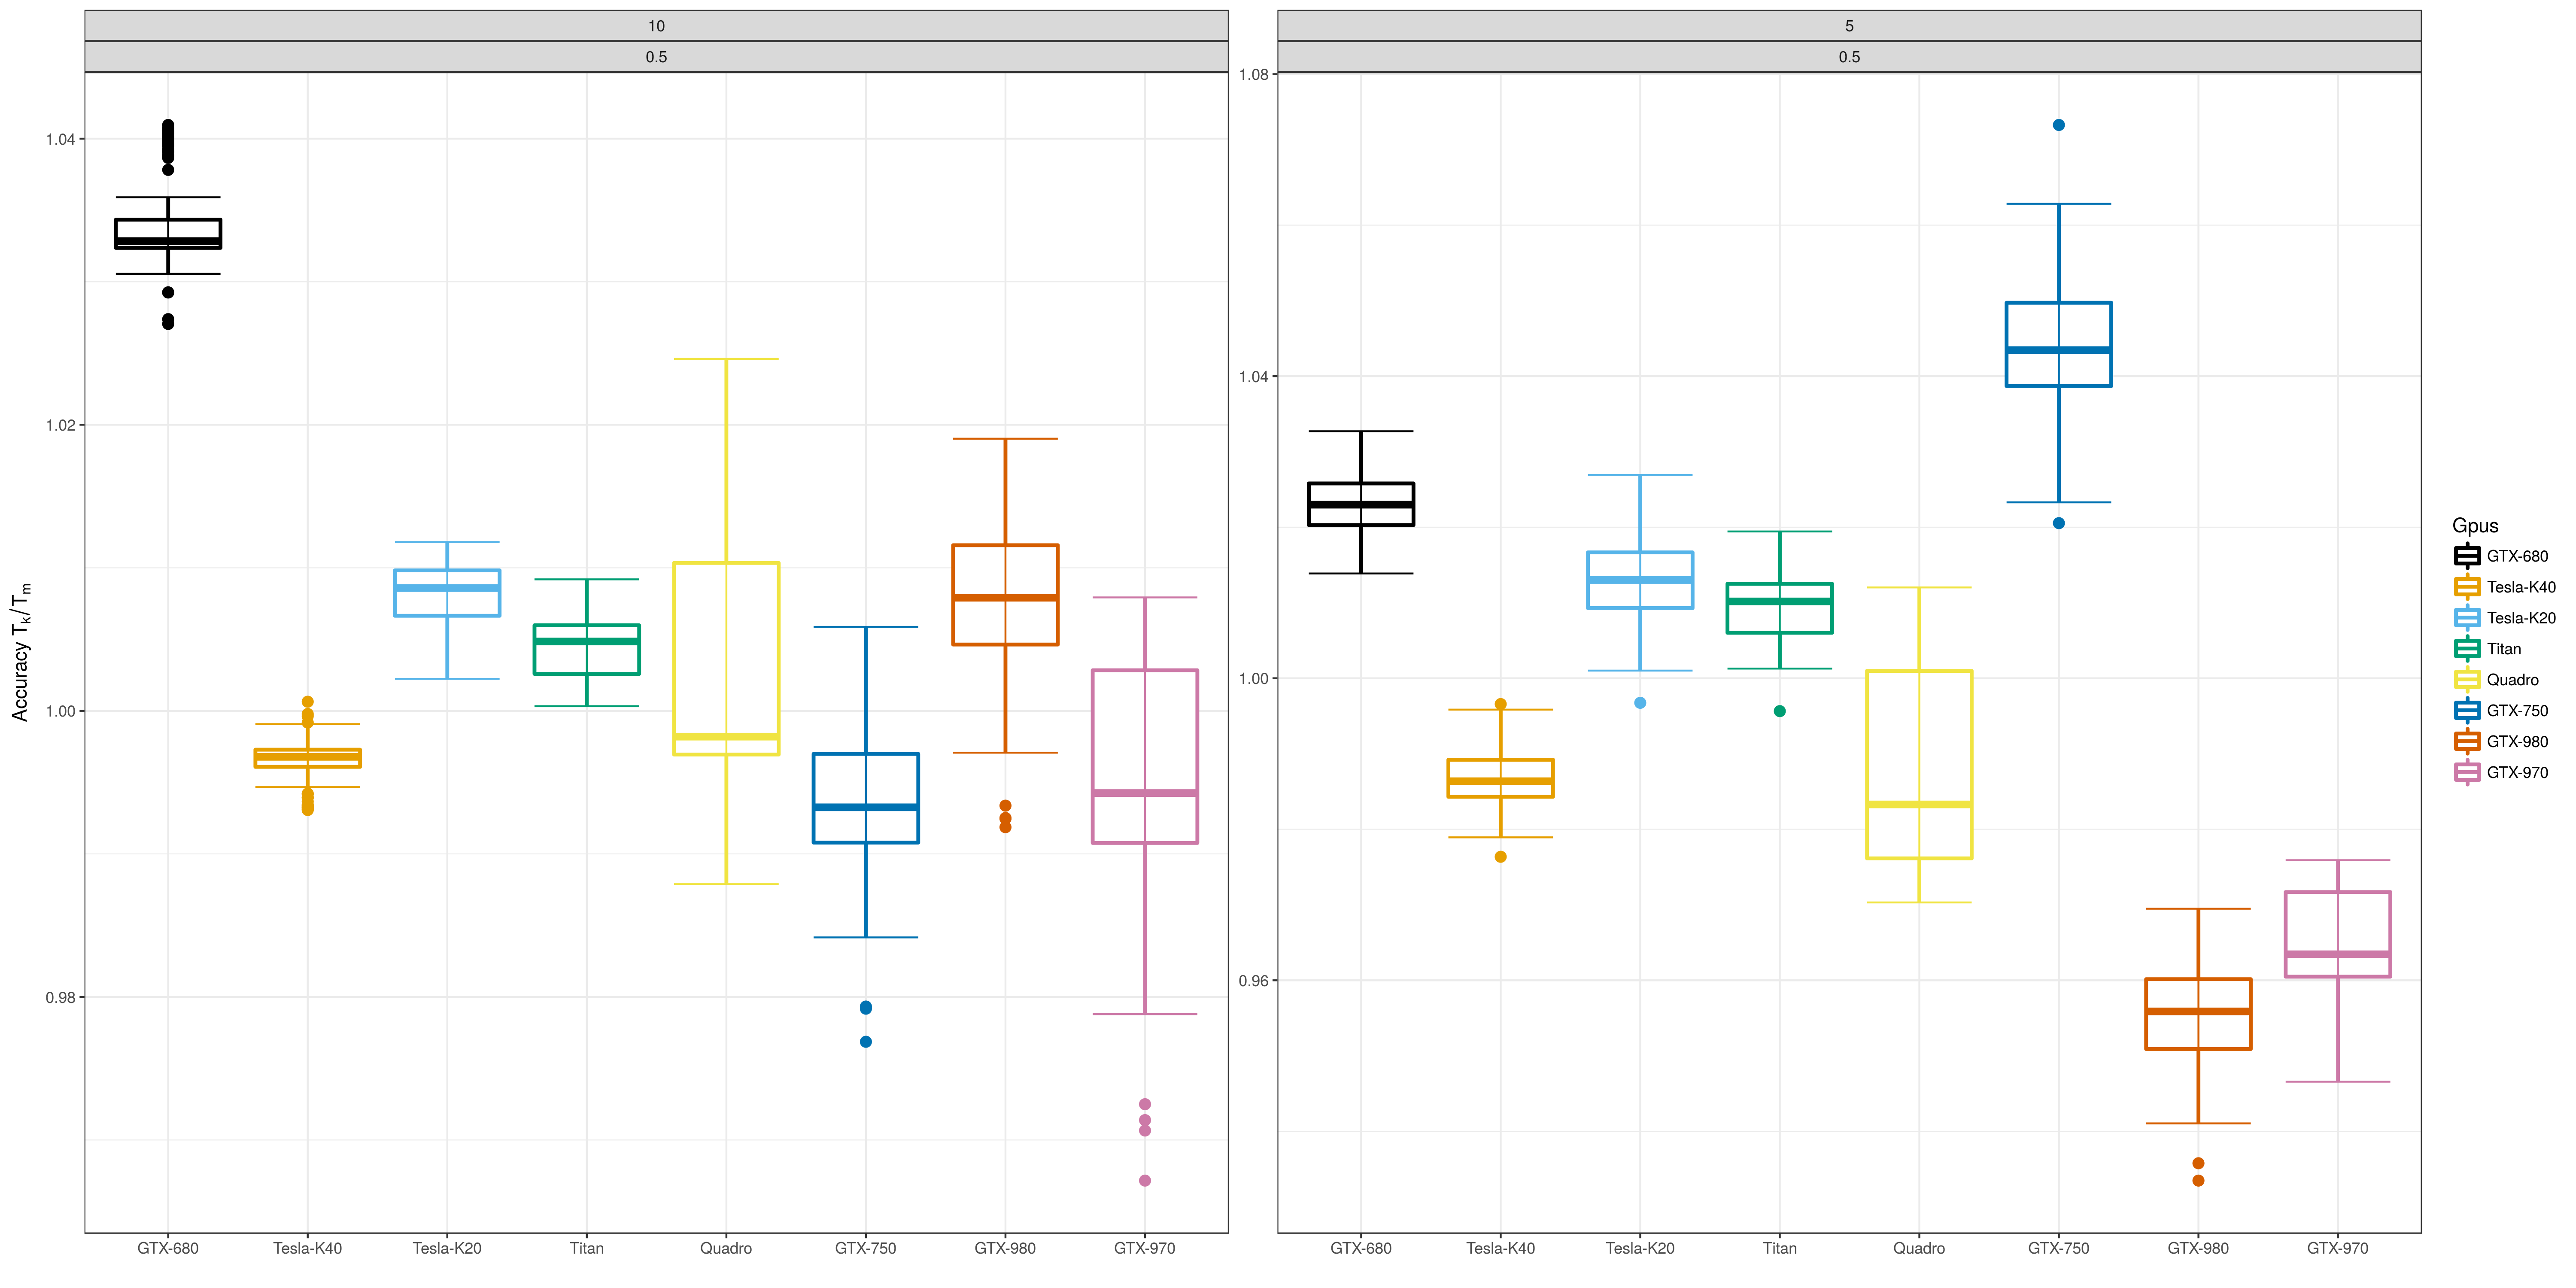 10
0.5
5
0.5
1.04
1.02
1.00
0.98
1.08
1.04
1.00
0.96
Accuracy Tk/Tm
GTX-680 Tesla-K40 Tesla-K20 Titan Quadro GTX-750 GTX-980 GTX-970
GTX-680 Tesla-K40 Tesla-K20 Titan Quadro GTX-750 GTX-980 GTX-970
Gpus
GTX-680
Tesla-K40
Tesla-K20
Titan
Quadro
GTX-750
GTX-980
GTX-970